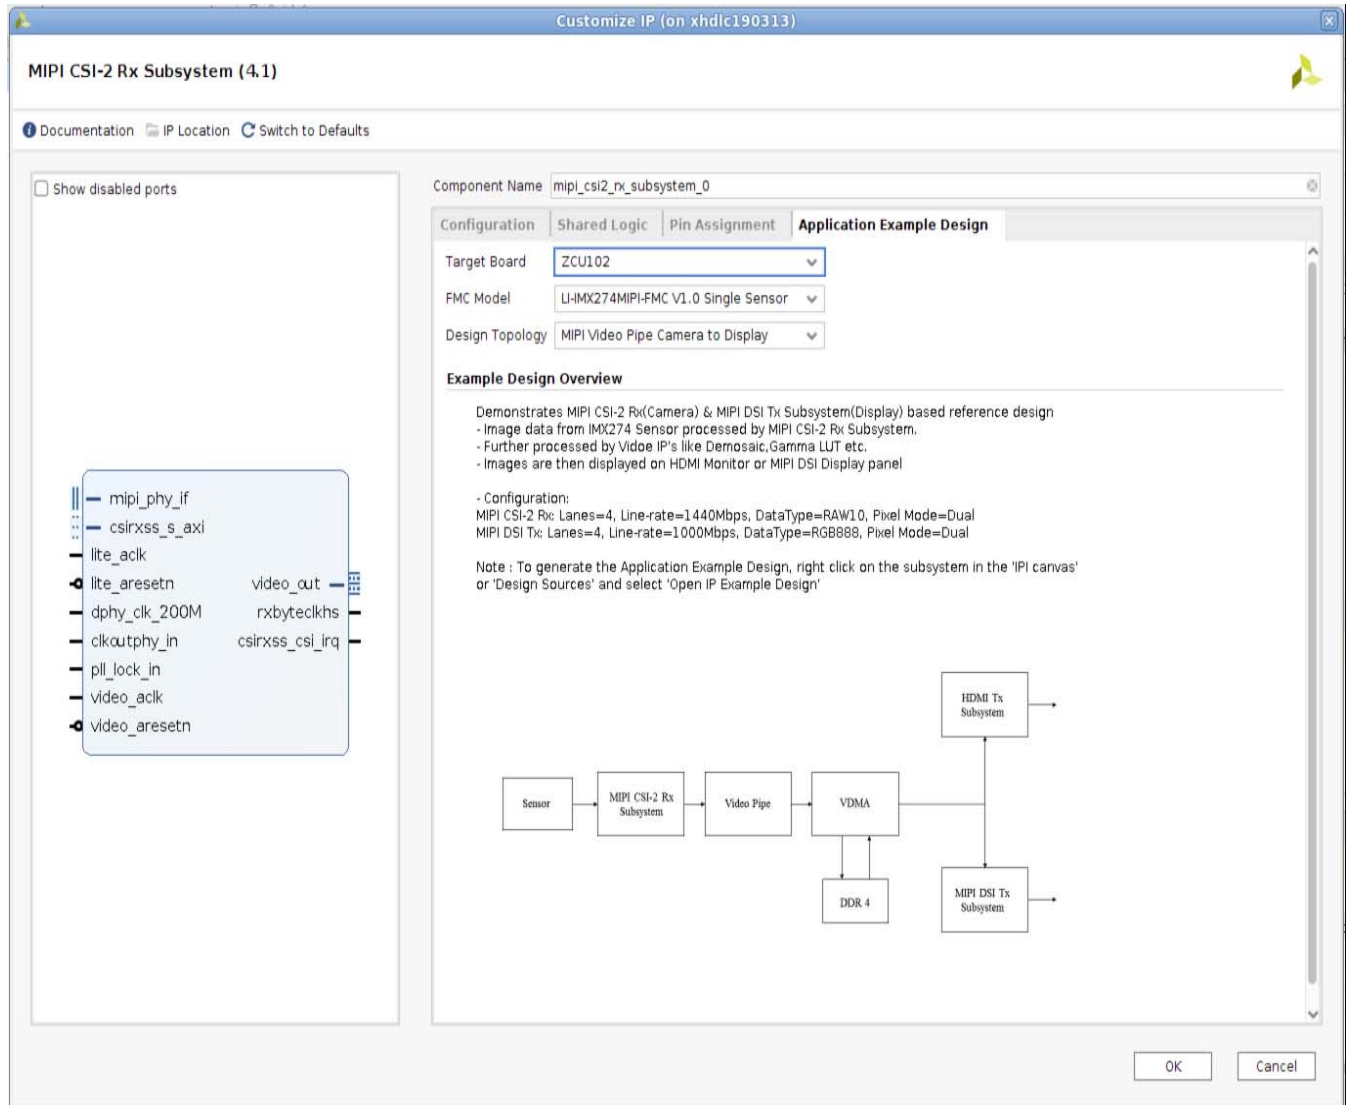 Customize IP (on xhdlc190313)
MIPI CSI-2 Rx Subsystem (4.1)
Documentation IP Location Switch to Defaults
Show disabled ports
mipi_phy_if
csirxss_s_axi
lite_aclk
lite_aresetn
dphy_clk_200M
clkoutphy_in
pll_lock_in
video_aclk
video_aresetn
video_out
rxbyteclkhs
csirxss_csi_irq
Component Name mipi_csi2_rx_subsystem_0
Configuration Shared Logic Pin Assignment Application Example Design
Target Board ZCU102
FMC Model LI-IMX274MIPI-FMC V1.0 Single Sensor
Design Topology MIPI Video Pipe Camera to Display
Example Design Overview
Demonstrates MIPI CSI-2 Rx(Camera) & MIPI DSI Tx Subsystem(Display) based reference design
- Image data from IMX274 Sensor processed by MIPI CSI-2 Rx Subsystem.
- Further processed by Vidoe IP's like Demosaic,Gamma LUT etc.
- Images are then displayed on HDMI Monitor or MIPI DSI Display panel
- Configuration:
MIPI CSI-2 Rx: Lanes=4, Line-rate=1440Mbps, DataType=RAW10, Pixel Mode=Dual
MIPI DSI Tx: Lanes=4, Line-rate=1000Mbps, DataType=RGB888, Pixel Mode=Dual
Note : To generate the Application Example Design, right click on the subsystem in the 'IPI canvas'
or 'Design Sources' and select 'Open IP Example Design'
Sensor
MIPI CSI-2 Rx
Subsystem
Video Pipe
VDMA
DDR 4
HDMI Tx
Subsystem
MIPI DSI Tx
Subsystem
OK Cancel